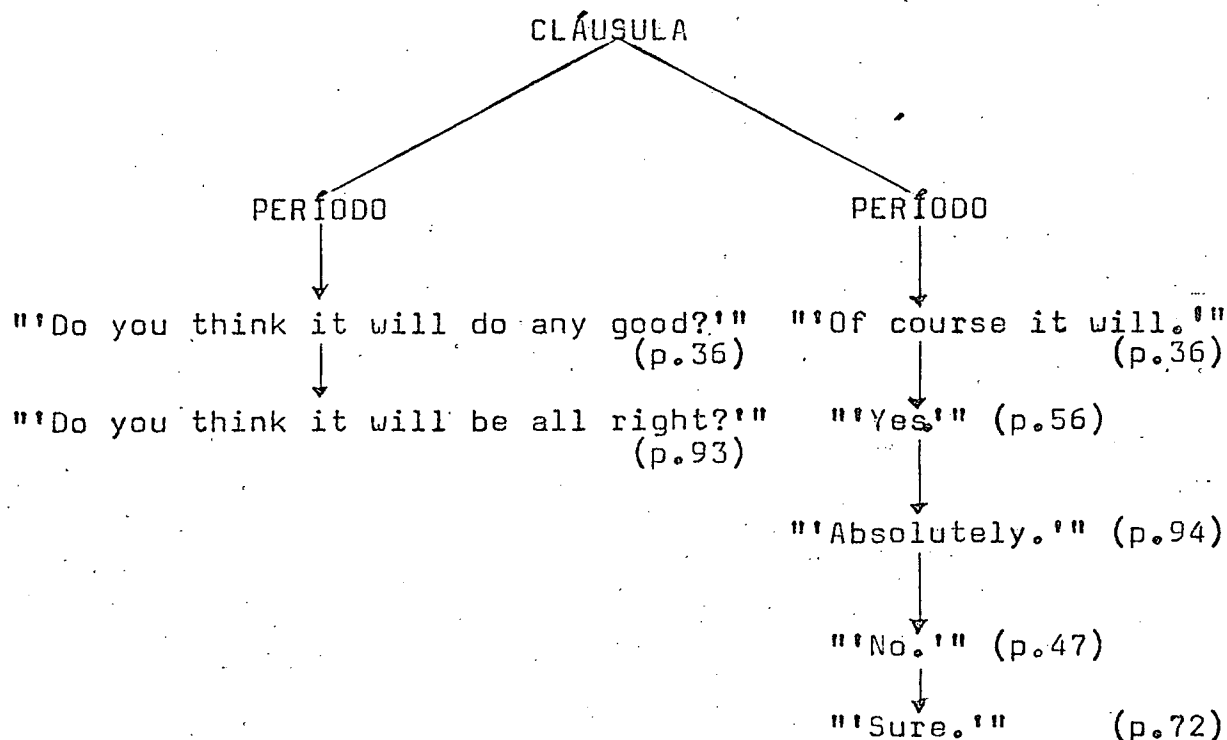 CLÁUSULA
PERÍODO PERÍODO
"'Do you think it will do any good?'" "'Of course it will.'"
(p.36) (p.36)
"'Do you think it will be all right?'" "'Yes.'" (p.56)
(p.93)
"'Absolutely.'" (p.94)
"'No.'" (p.47)
"'Sure.'" (p.72)